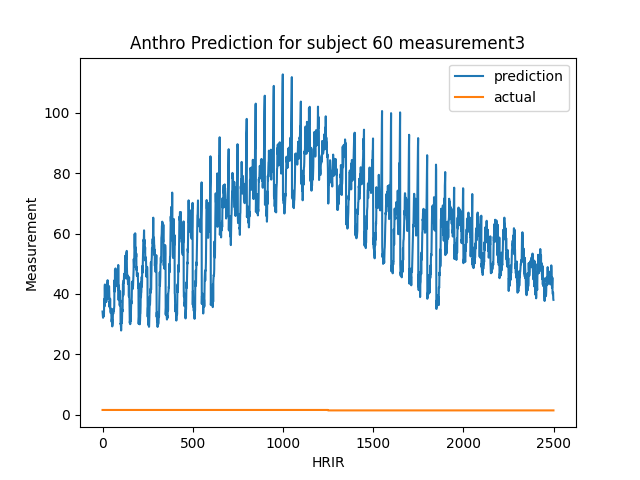 Anthro Prediction for subject 60 measurement3
prediction
actual
Measurement
100
80
60
40
20
0
0 500 1000 1500 2000 2500
HRIR